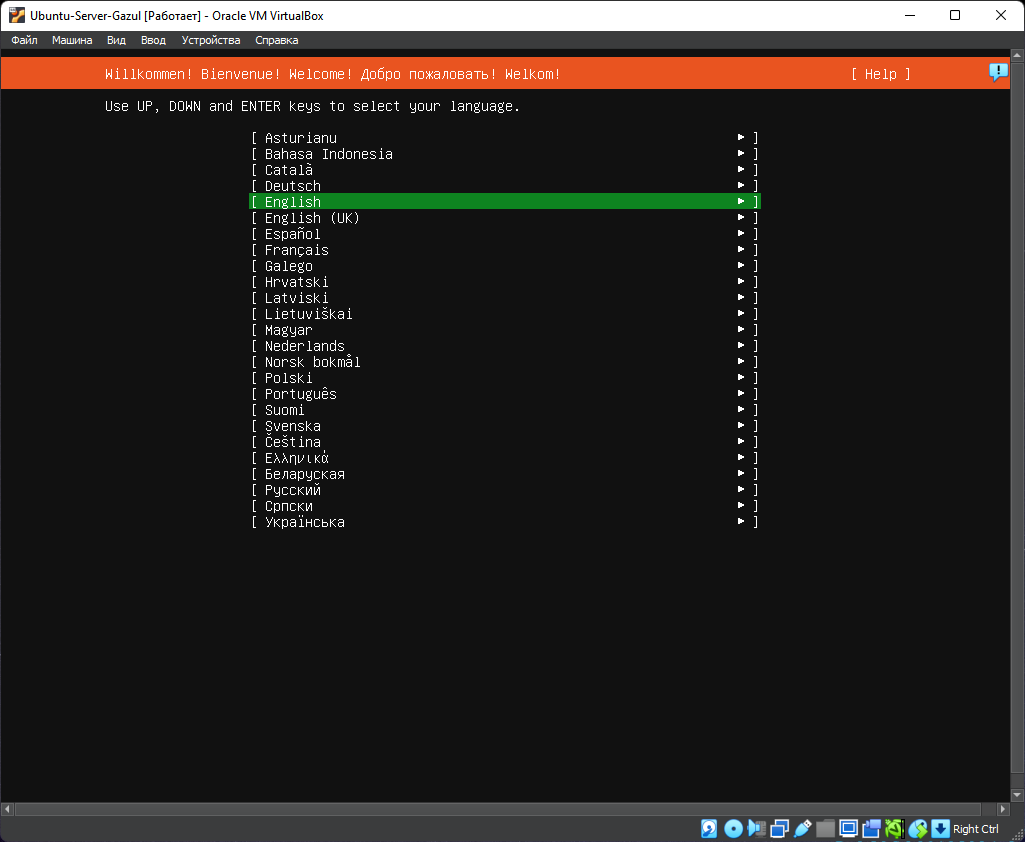 Ubuntu-Server-Gazul [Работает] - Oracle VM VirtualBox
Файл Машина Вид Ввод Устройства Справка
Willkommen! Bienvenue! Welcome! Добро пожаловать! Welkom! [ Help ]
Use UP, DOWN and ENTER keys to select your language.
[ Asturianu ► ]
[ Bahasa Indonesia ► ]
[ Català ► ]
[ Deutsch ► ]
[ English ► ]
[ English (UK) ► ]
[ Español ► ]
[ Français ► ]
[ Galego ► ]
[ Hrvatski ► ]
[ Latviski ► ]
[ Lietuviškai ► ]
[ Magyar ► ]
[ Nederlands ► ]
[ Norsk bokmål ► ]
[ Polski ► ]
[ Português ► ]
[ Suomi ► ]
[ Svenska ► ]
[ Čeština ► ]
[ Ελληνικά ► ]
[ Беларуская ► ]
[ Русский ► ]
[ Српски ► ]
[ Українська ► ]
Right Ctrl